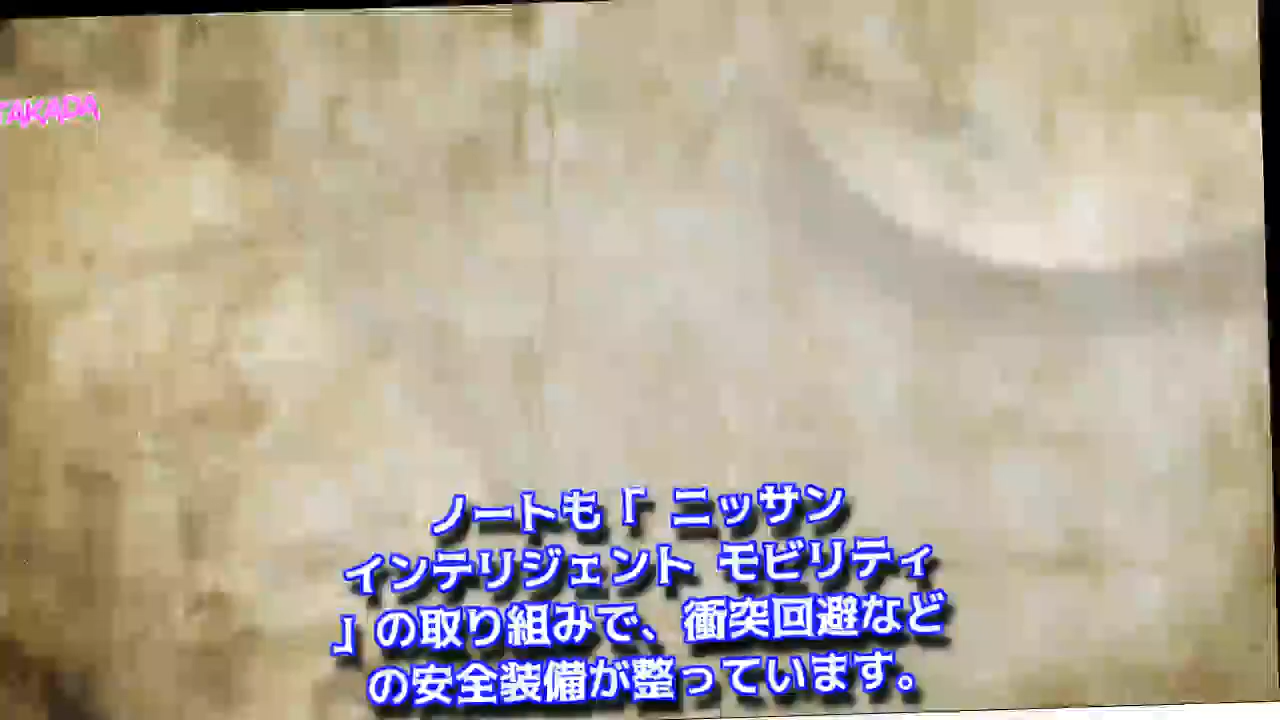 TAKADA
ノートも『 ニッサン
インテリジェント モビリティ
』の取り組みで、衝突回避など
の安全装備が整っています。